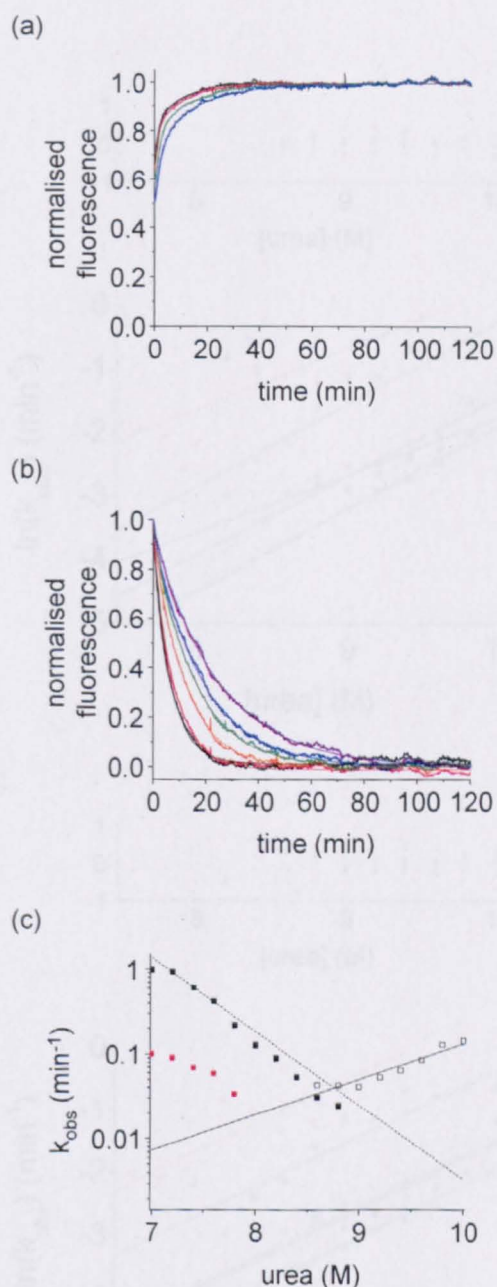 (a)
1.0
0.8
0.6
0.4
0.2
0.0
normalised
fluorescence
0 20 40 60 80 100 120
time (min)
(b)
1.0
0.8
0.6
0.4
0.2
0.0
normalised
fluorescence
0 20 40 60 80 100 120
time (min)
(c)
1
0.1
0.01
k_obs (min⁻¹)
7 8 9 10
urea (M)